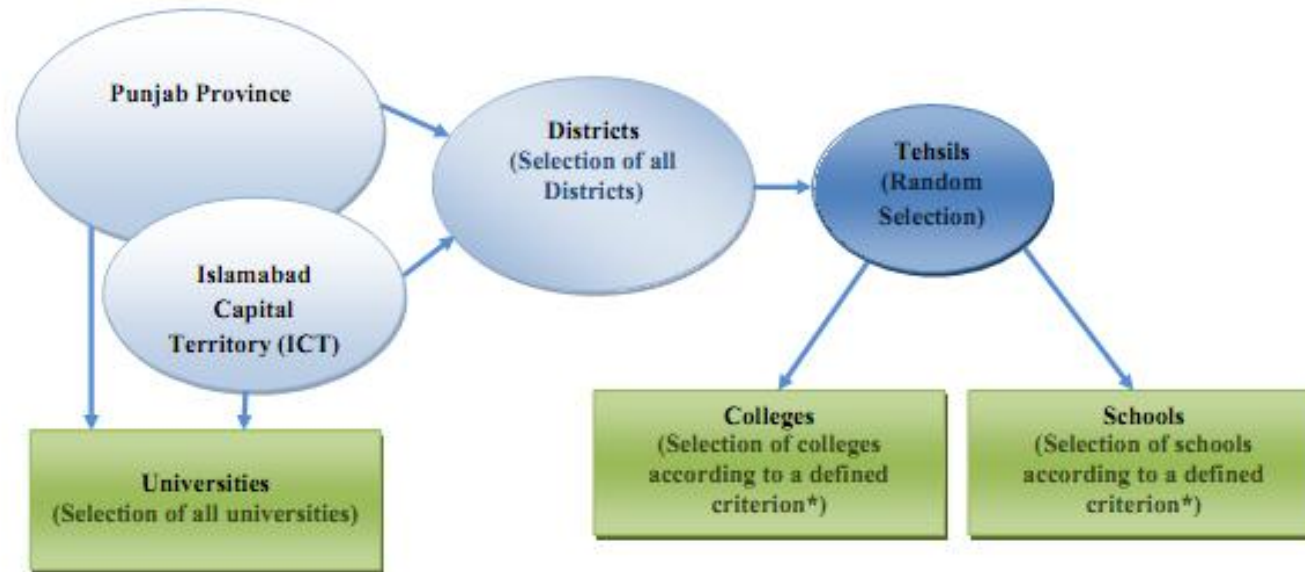 Punjab Province
Islamabad
Capital
Territory (ICT)
Districts
(Selection of all
Districts)
Tehsils
(Random
Selection)
Universities
(Selection of all universities)
Colleges
(Selection of colleges
according to a defined
criterion*)
Schools
(Selection of schools
according to a defined
criterion*)